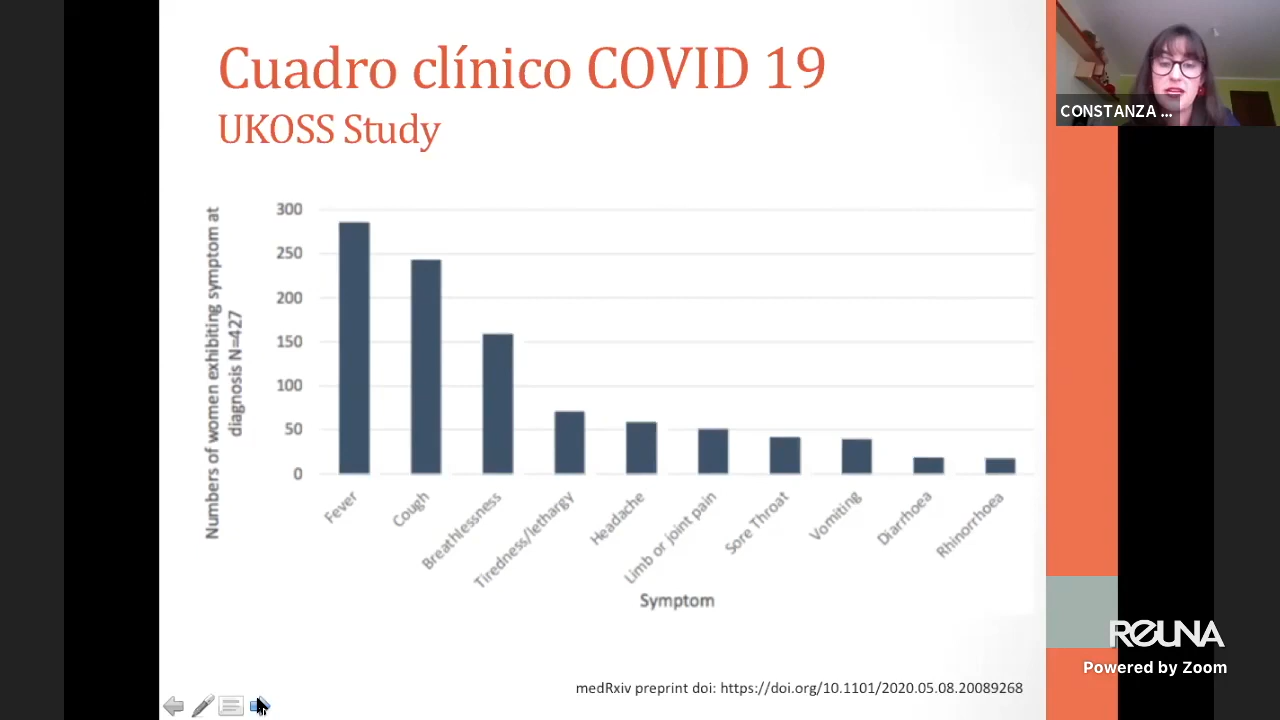 Cuadro clínico COVID 19
UKOSS Study
CONSTANZA ...
Numbers of women exhibiting symptom at
diagnosis N=427
300
250
200
150
100
50
0
Fever
Cough
Breathlessness
Tiredness/lethargy
Headache
Limb or joint pain
Sore Throat
Vomiting
Diarrhoea
Rhinorrhoea
Symptom
REUNA
Powered by Zoom
medRxiv preprint doi: https://doi.org/10.1101/2020.05.08.20089268